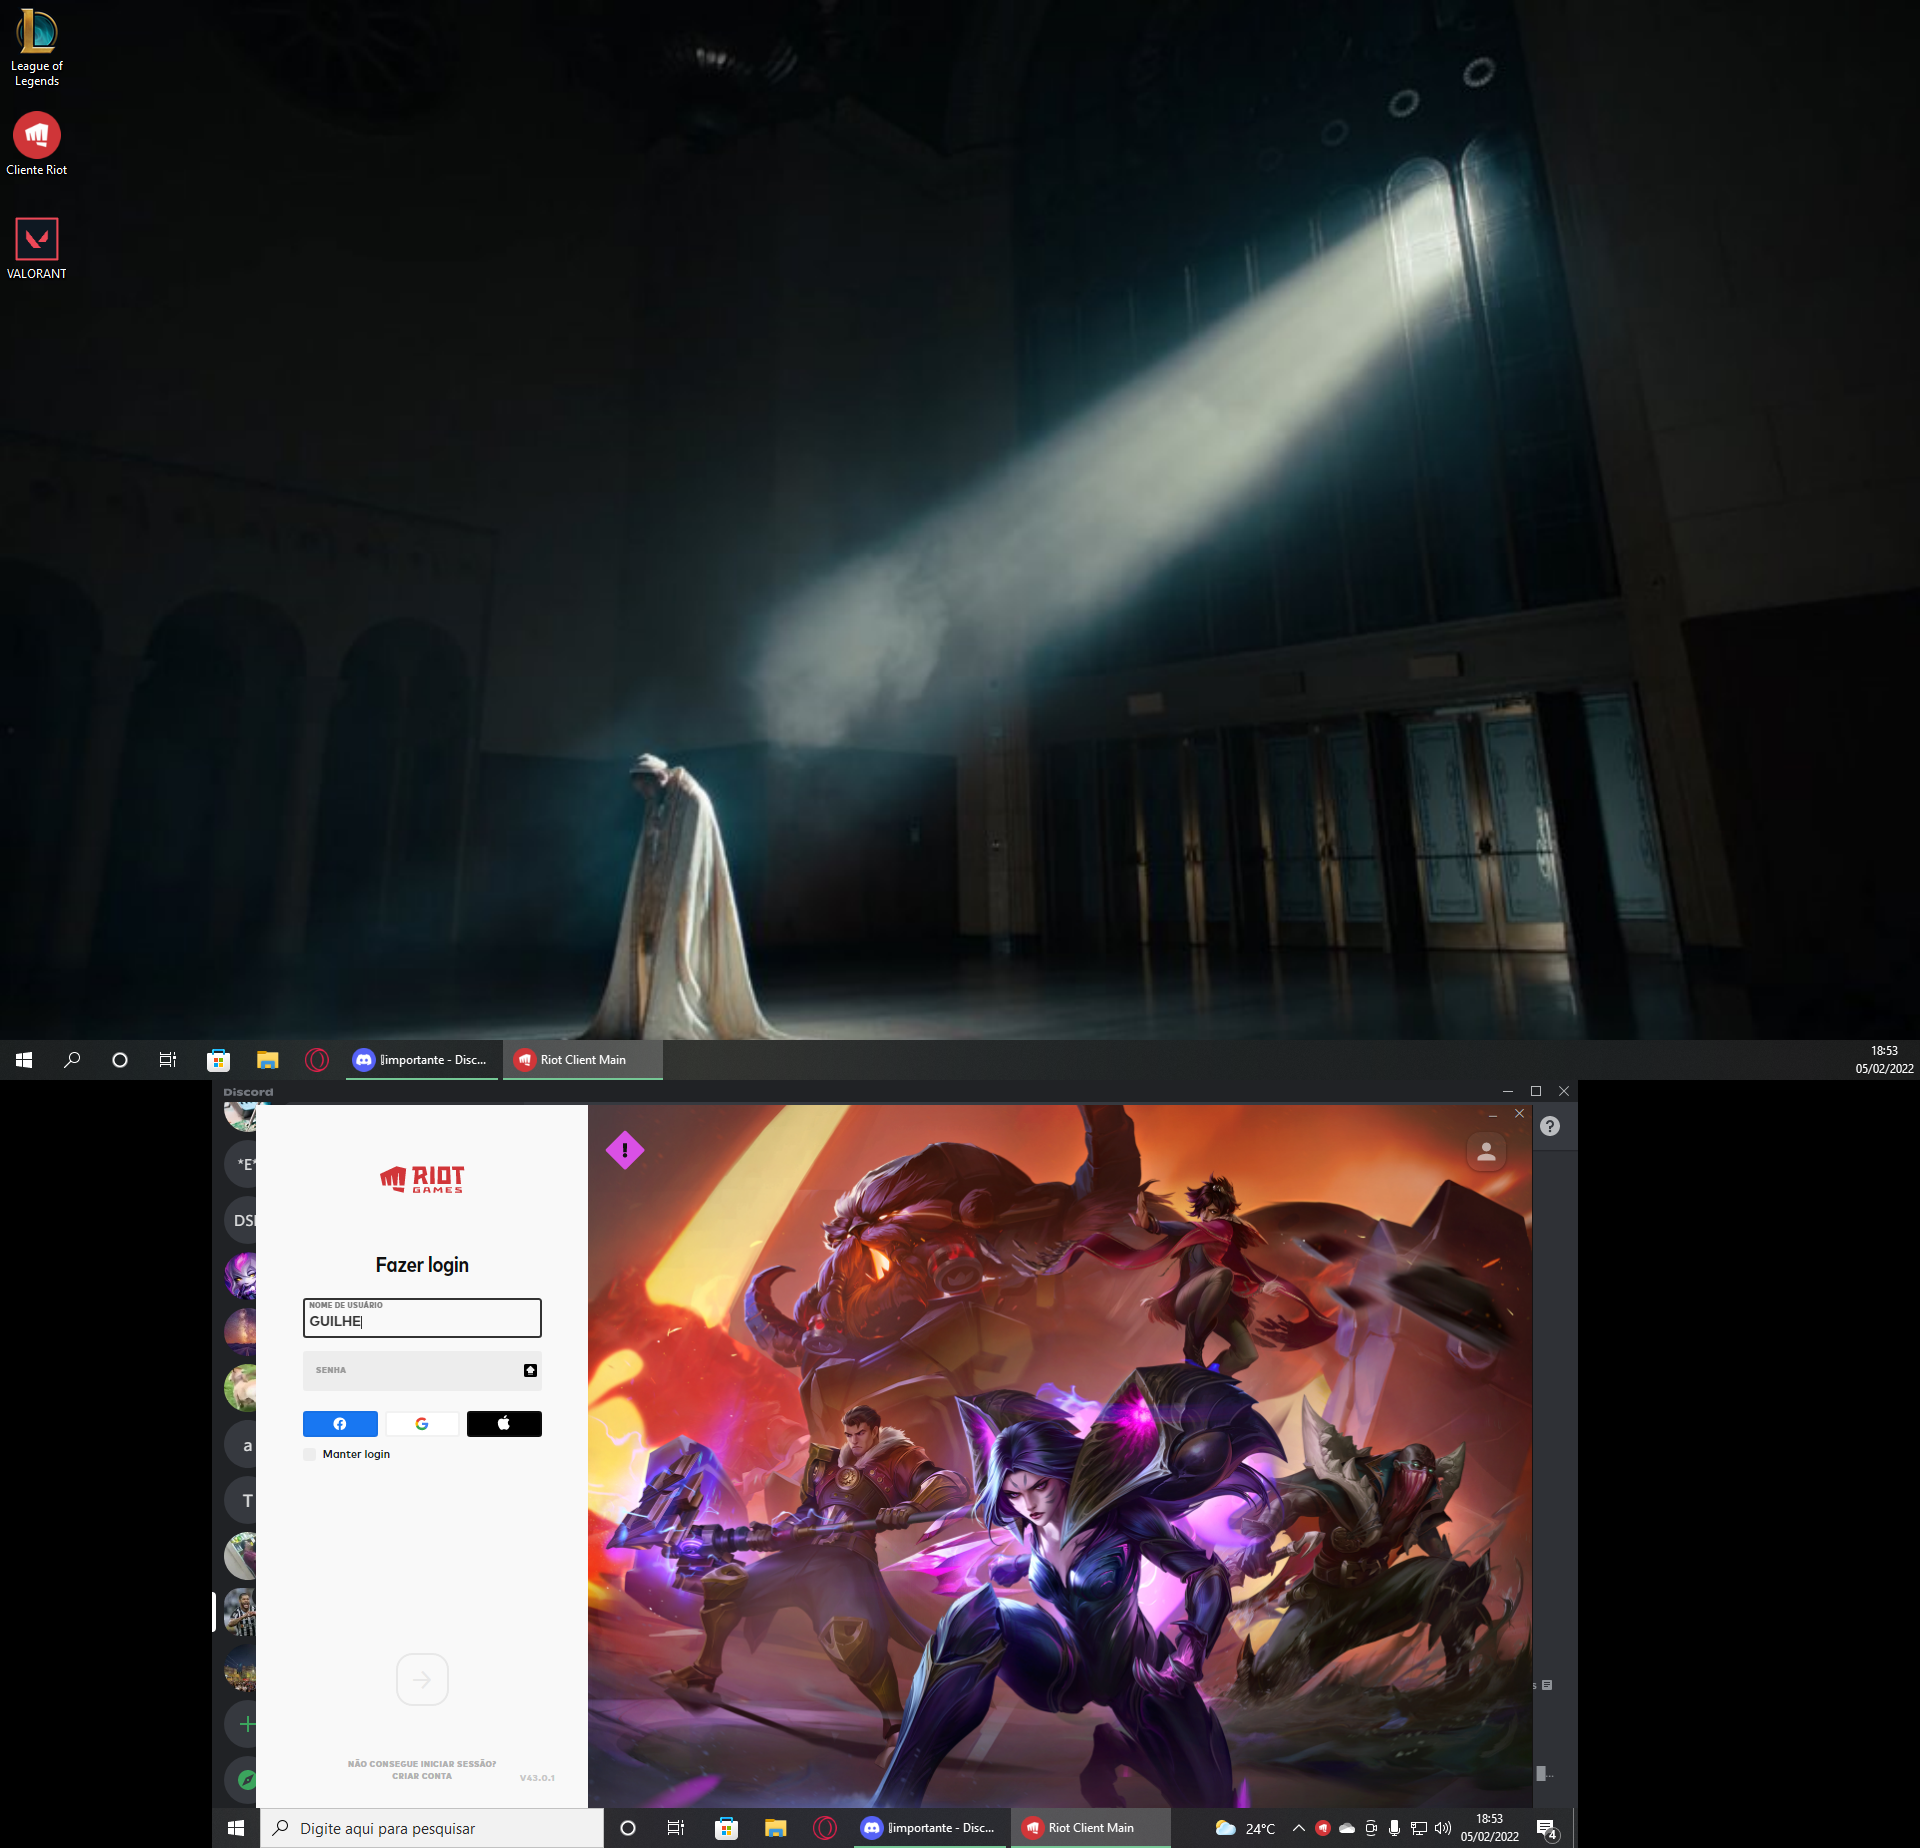 League of
Legends
Cliente Riot
VALORANT
importante - Disc...
Riot Client Main
18:53
05/02/2022
Discord
*E*
RIOT
GAMES
Fazer login
NOME DE USUÁRIO
GUILHE
SENHA
Manter login
a
T
NÃO CONSEGUE INICIAR SESSÃO?
CRIAR CONTA
V43.0.1
Digite aqui para pesquisar
importante - Disc...
Riot Client Main
24°C
18:53
05/02/2022
4